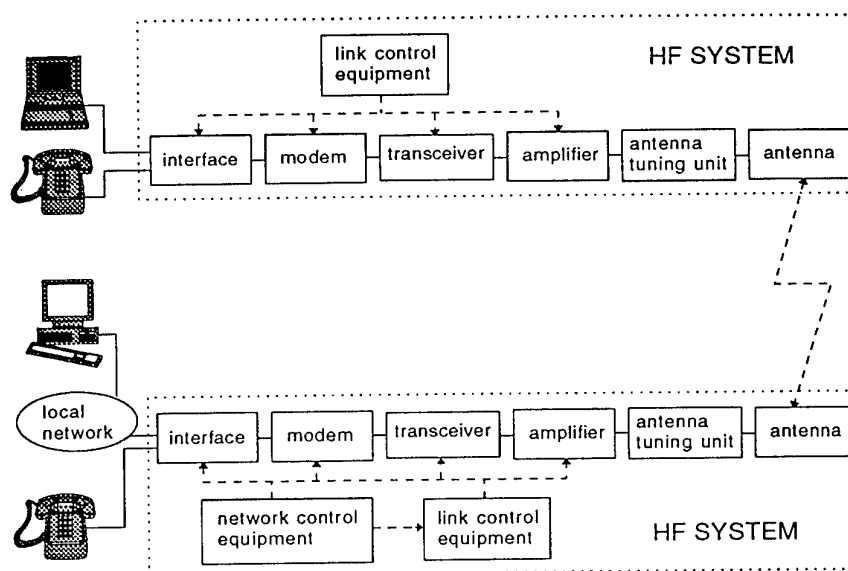 link control
equipment
HF SYSTEM
interface
modem
transceiver
amplifier
antenna
tuning unit
antenna
local
network
interface
modem
transceiver
amplifier
antenna
tuning unit
antenna
network control
equipment
link control
equipment
HF SYSTEM